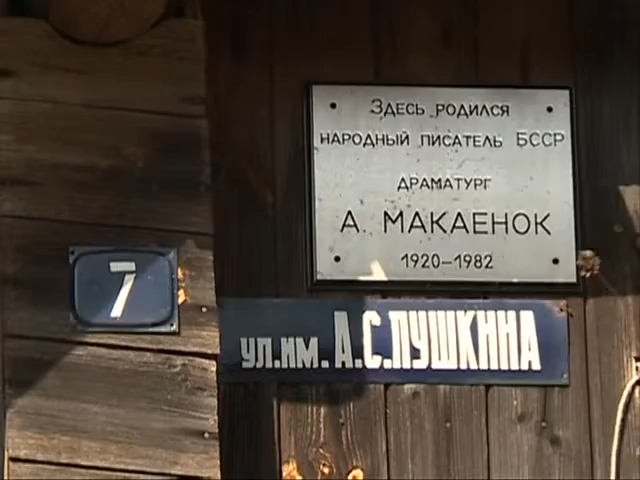 Здесь родился
народный писатель БССР
драматург
А. МАКАЕНОК
1920–1982
7
ул.им. А.С.ПУШКИНА